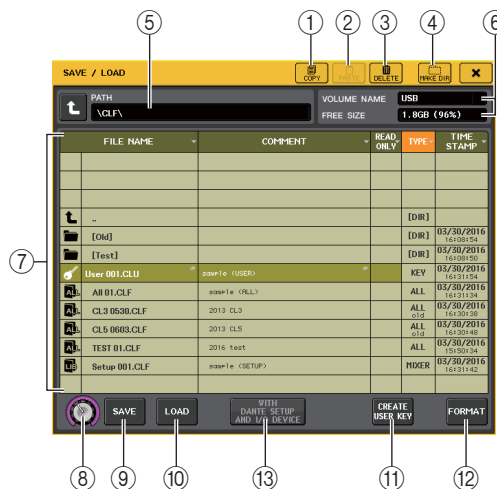 ① ② ③ ④ ⑤ ⑥
SAVE / LOAD
COPY
PASTE
DELETE
MAKE DIR
PATH
\CLF\
VOLUME NAME USB
FREE SIZE 1.8GB (96%)
FILE NAME COMMENT READ ONLY TYPE TIME STAMP
.. [DIR]
[Old] [DIR] 03/30/2016 16:08:54
[Test] [DIR] 03/30/2016 16:08:50
User 001.CLU sample (USER) KEY 03/30/2016 16:31:54
ALL All 01.CLF sample (ALL) ALL 03/30/2016 16:31:34
ALL CL3 0530.CLF 2013 CL3 ALL old 03/30/2016 16:30:38
ALL CL5 0603.CLF 2013 CL5 ALL old 03/30/2016 16:30:48
ALL TEST 01.CLF 2016 test ALL 03/30/2016 15:50:34
LIB Setup 001.CLF sample (SETUP) MIXER 03/30/2016 16:31:42
⑦
SAVE
LOAD
WITH
DANTE SETUP
AND I/O DEVICE
CREATE
USER KEY
FORMAT
⑧ ⑨ ⑩ ⑬ ⑪ ⑫